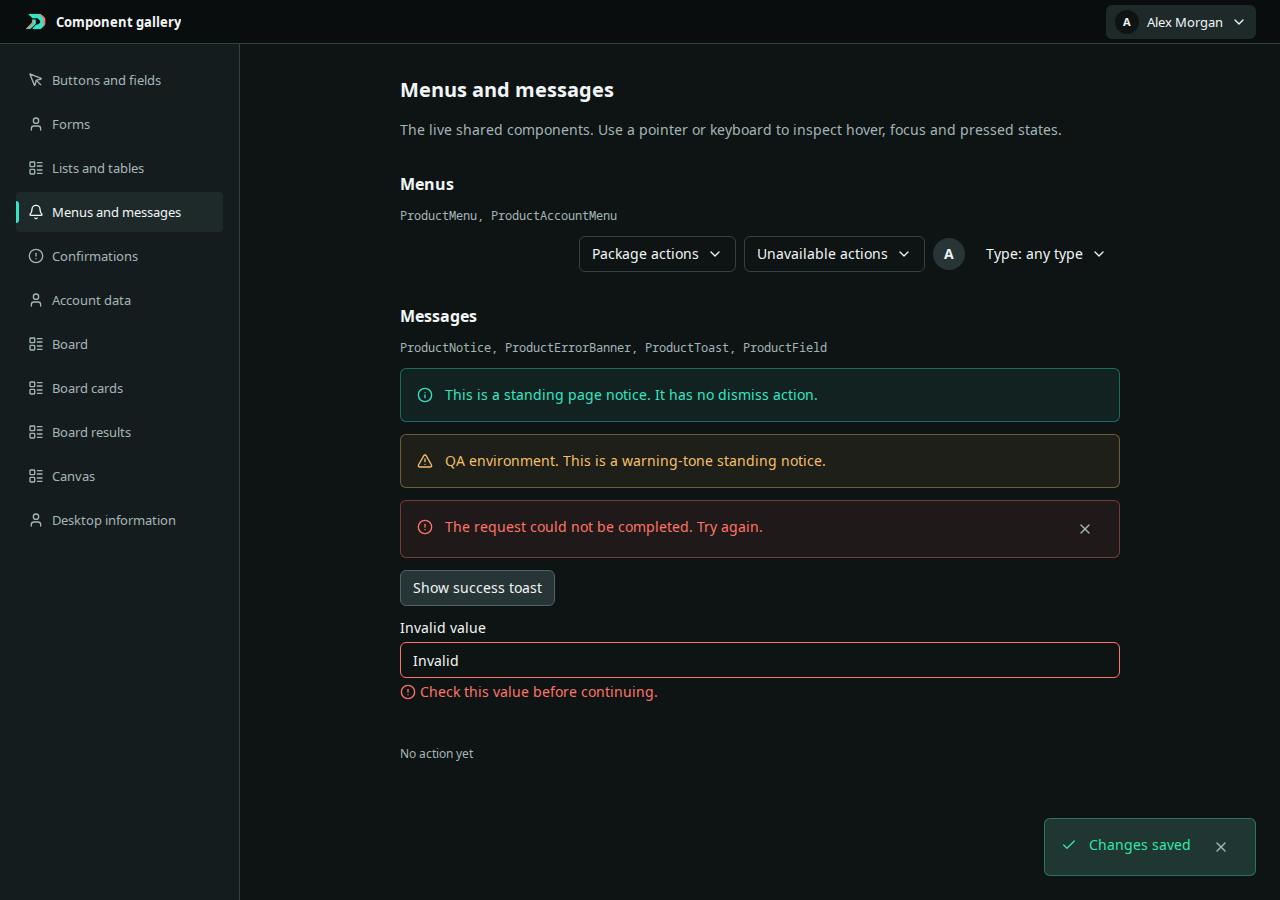 Component gallery
A Alex Morgan
Buttons and fields
Forms
Lists and tables
Menus and messages
Confirmations
Account data
Board
Board cards
Board results
Canvas
Desktop information
Menus and messages
The live shared components. Use a pointer or keyboard to inspect hover, focus and pressed states.
Menus
ProductMenu, ProductAccountMenu
Package actions Unavailable actions A Type: any type
Messages
ProductNotice, ProductErrorBanner, ProductToast, ProductField
This is a standing page notice. It has no dismiss action.
QA environment. This is a warning-tone standing notice.
The request could not be completed. Try again.
Show success toast
Invalid value
Invalid
Check this value before continuing.
No action yet
Changes saved